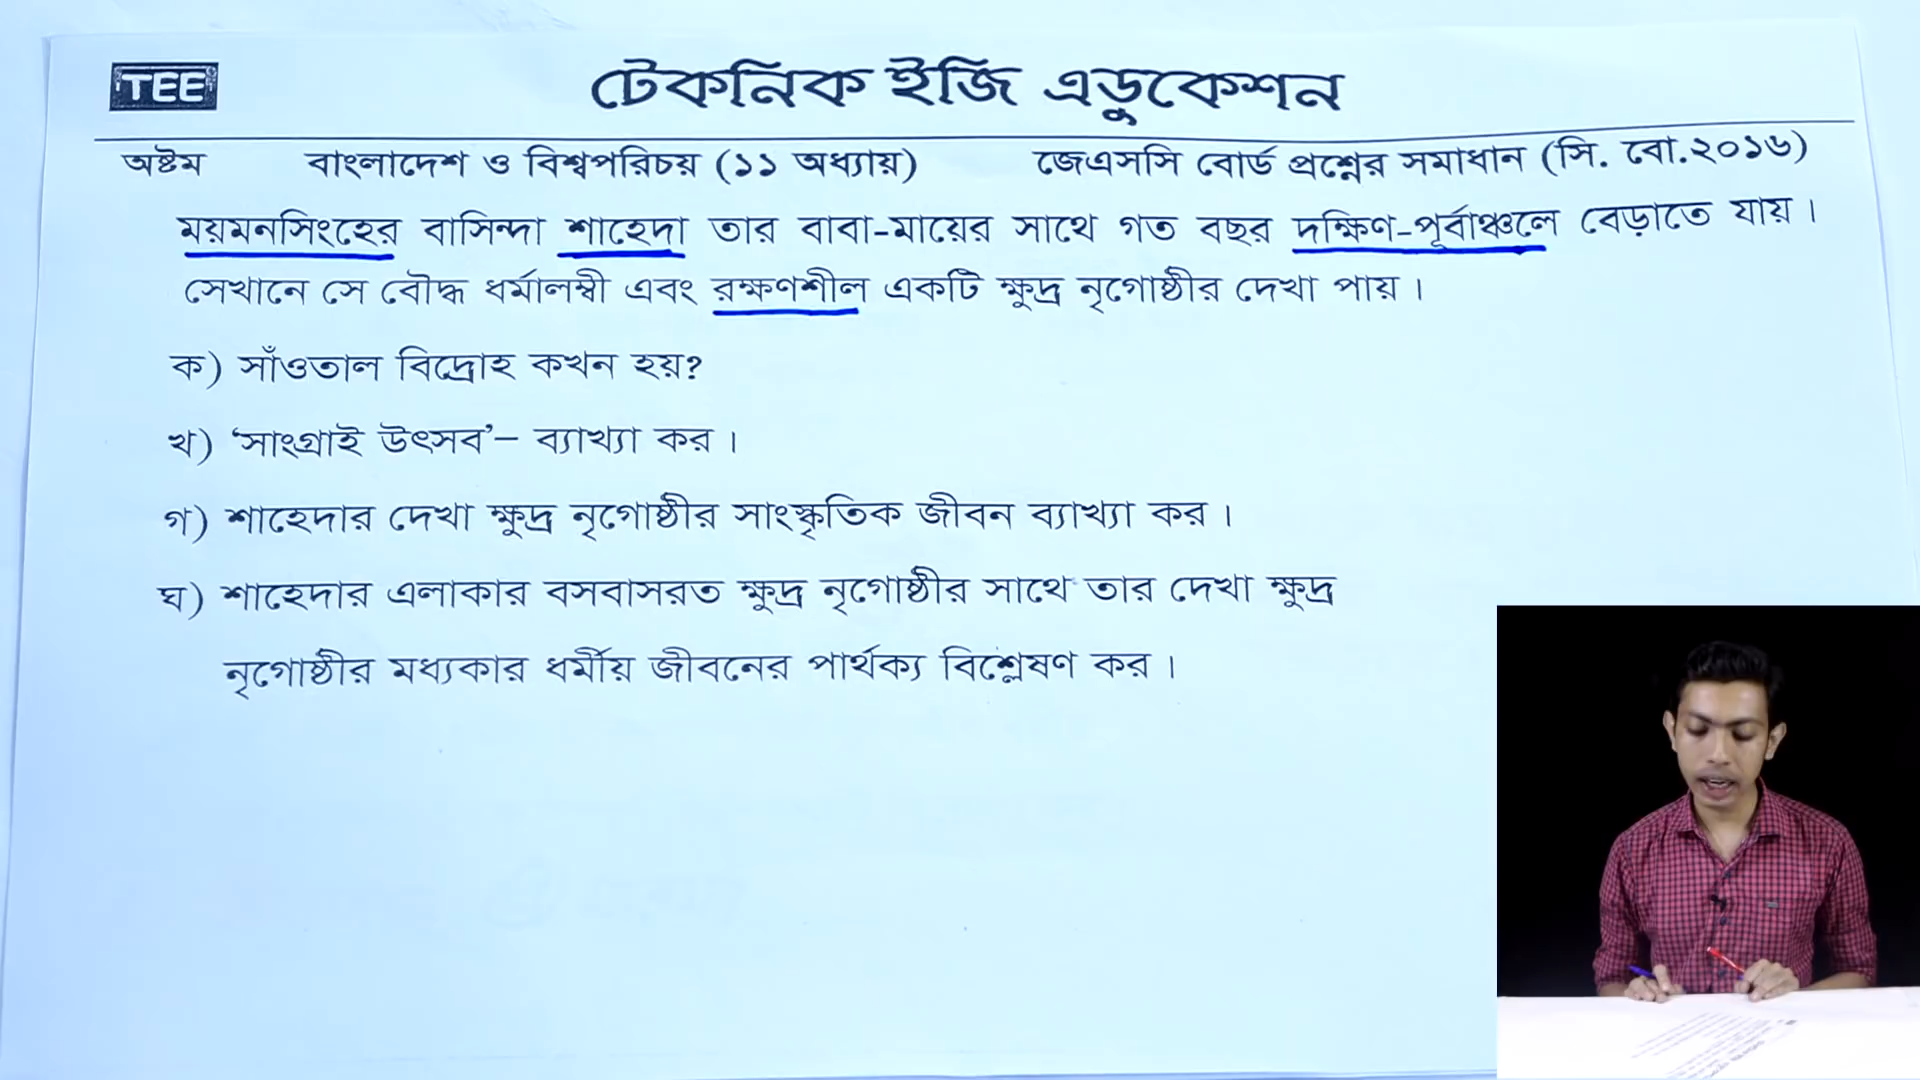 TEE
টেকনিক ইজি এডুকেশন
অষ্টম বাংলাদেশ ও বিশ্বপরিচয় (১১ অধ্যায়) জেএসসি বোর্ড প্রশ্নের সমাধান (সি. বো.২০১৬)
ময়মনসিংহের বাসিন্দা শাহেদা তার বাবা-মায়ের সাথে গত বছর দক্ষিণ-পূর্বাঞ্চলে বেড়াতে যায়।
সেখানে সে বৌদ্ধ ধর্মালম্বী এবং রক্ষণশীল একটি ক্ষুদ্র নৃগোষ্ঠীর দেখা পায়।
ক) সাঁওতাল বিদ্রোহ কখন হয়?
খ) ‘সাংগ্রাই উৎসব’– ব্যাখ্যা কর।
গ) শাহেদার দেখা ক্ষুদ্র নৃগোষ্ঠীর সাংস্কৃতিক জীবন ব্যাখ্যা কর।
ঘ) শাহেদার এলাকার বসবাসরত ক্ষুদ্র নৃগোষ্ঠীর সাথে তার দেখা ক্ষুদ্র
নৃগোষ্ঠীর মধ্যকার ধর্মীয় জীবনের পার্থক্য বিশ্লেষণ কর।